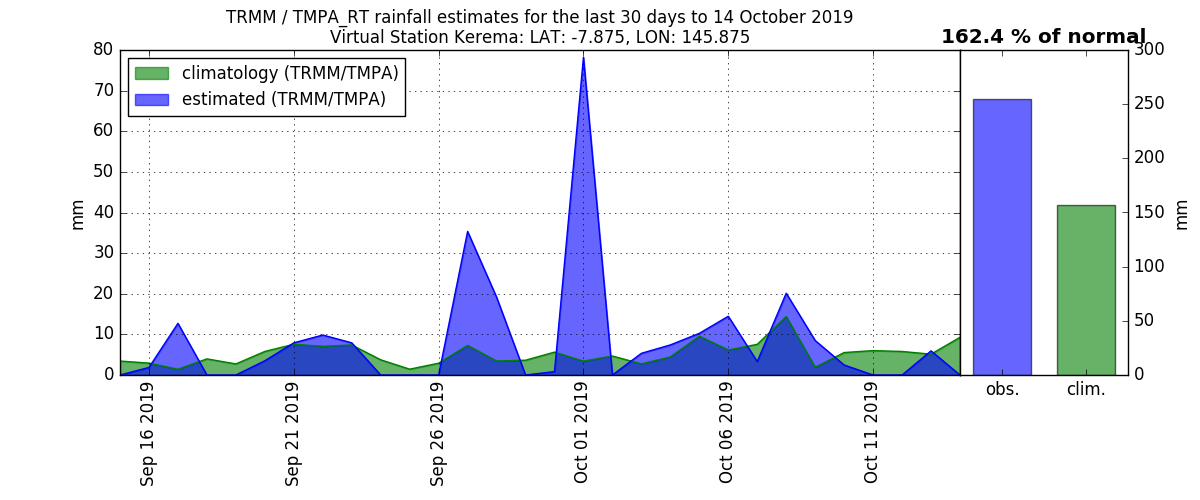 TRMM / TMPA_RT rainfall estimates for the last 30 days to 14 October 2019
Virtual Station Kerema: LAT: -7.875, LON: 145.875
162.4 % of normal
climatology (TRMM/TMPA)
estimated (TRMM/TMPA)
80
70
60
50
40
30
20
10
0
mm
Sep 16 2019
Sep 21 2019
Sep 26 2019
Oct 01 2019
Oct 06 2019
Oct 11 2019
300
250
200
150
100
50
0
mm
obs.
clim.